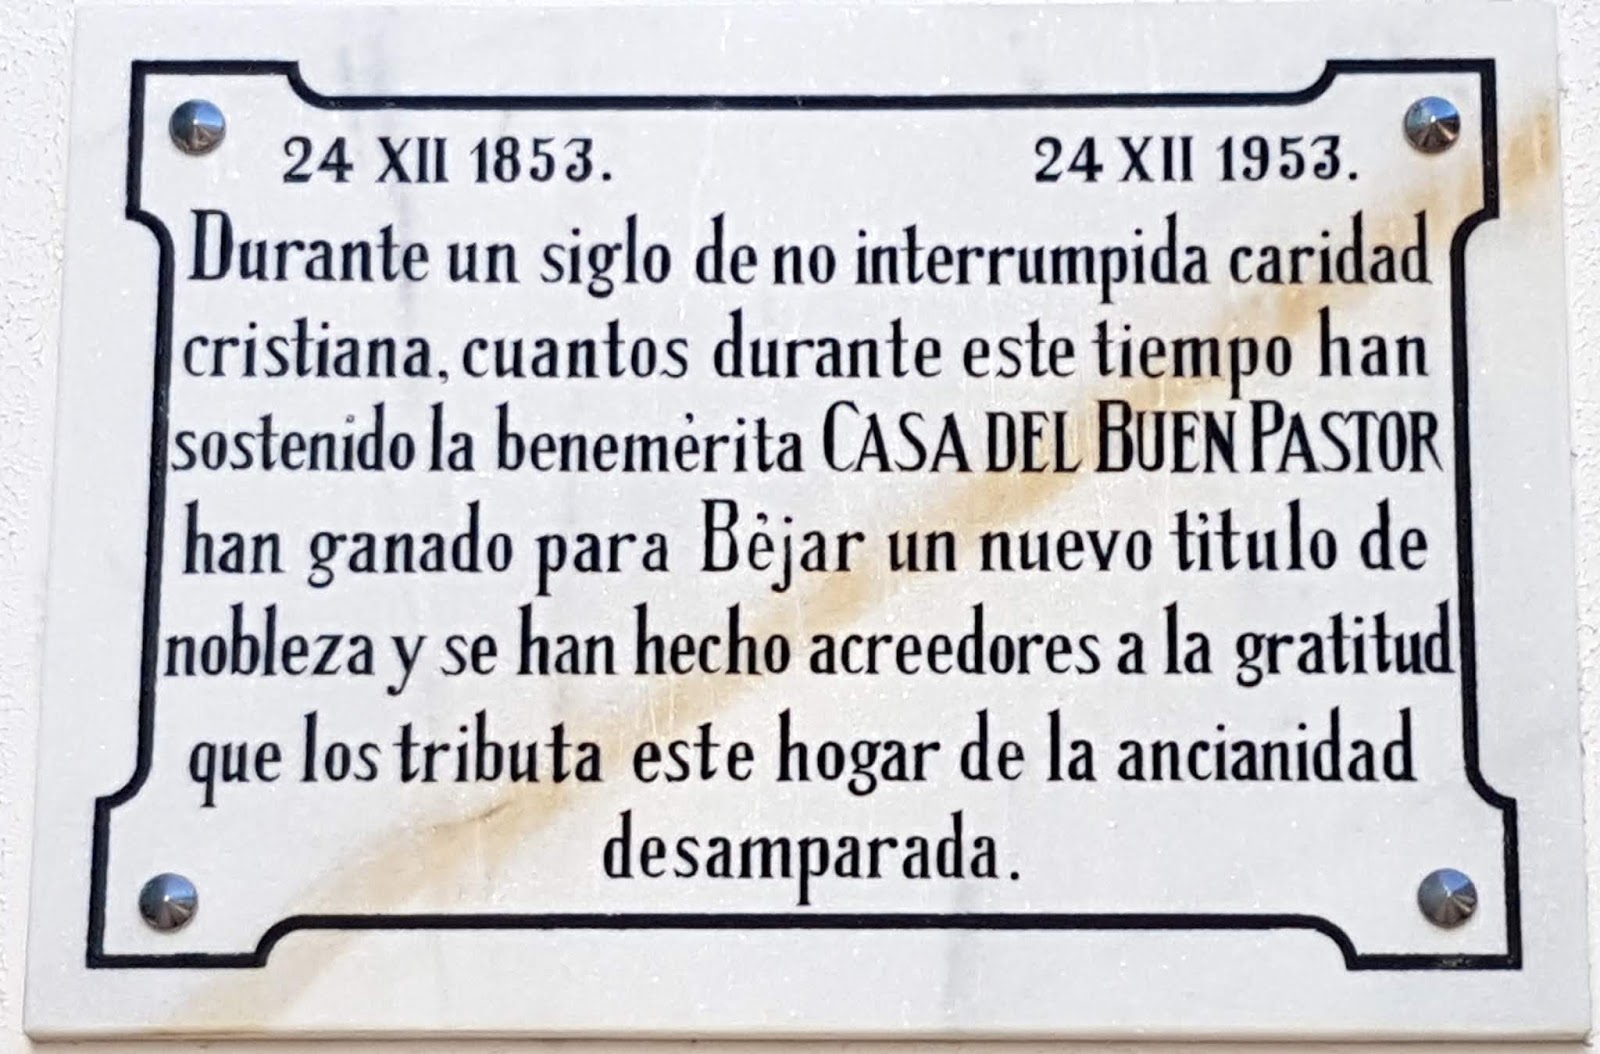 24 XII 1853. 24 XII 1953.
Durante un siglo de no interrumpida caridad
cristiana, cuantos durante este tiempo han
sostenido la benemérita CASA DEL BUEN PASTOR
han ganado para Béjar un nuevo titulo de
nobleza y se han hecho acreedores a la gratitud
que los tributa este hogar de la ancianidad
desamparada.